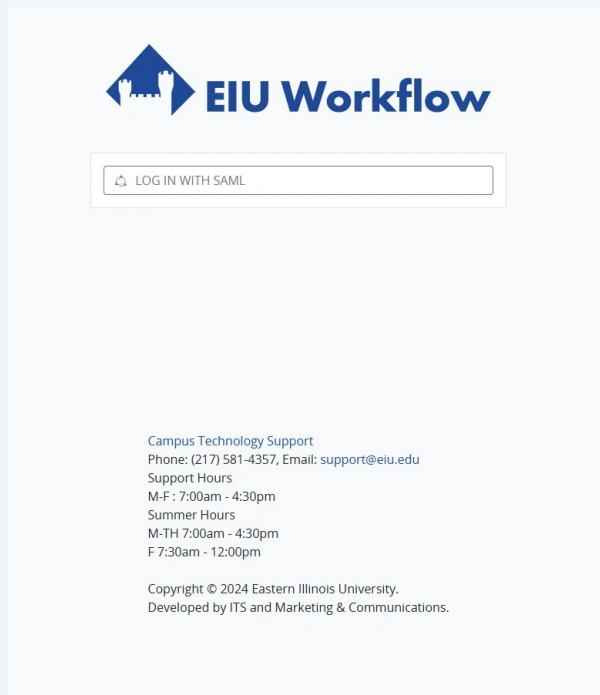 EIU Workflow
LOG IN WITH SAML
Campus Technology Support
Phone: (217) 581-4357, Email: support@eiu.edu
Support Hours
M-F : 7:00am - 4:30pm
Summer Hours
M-TH 7:00am - 4:30pm
F 7:30am - 12:00pm
Copyright © 2024 Eastern Illinois University.
Developed by ITS and Marketing & Communications.